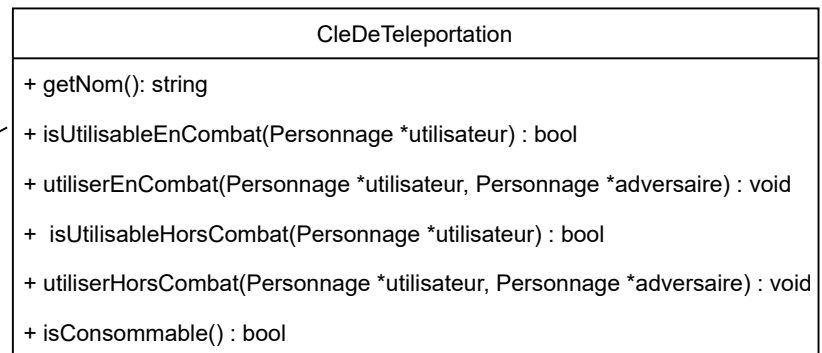 CleDeTeleportation
+ getNom(): string
+ isUtilisableEnCombat(Personnage *utilisateur) : bool
+ utiliserEnCombat(Personnage *utilisateur, Personnage *adversaire) : void
+ isUtilisableHorsCombat(Personnage *utilisateur) : bool
+ utiliserHorsCombat(Personnage *utilisateur, Personnage *adversaire) : void
+ isConsommable() : bool